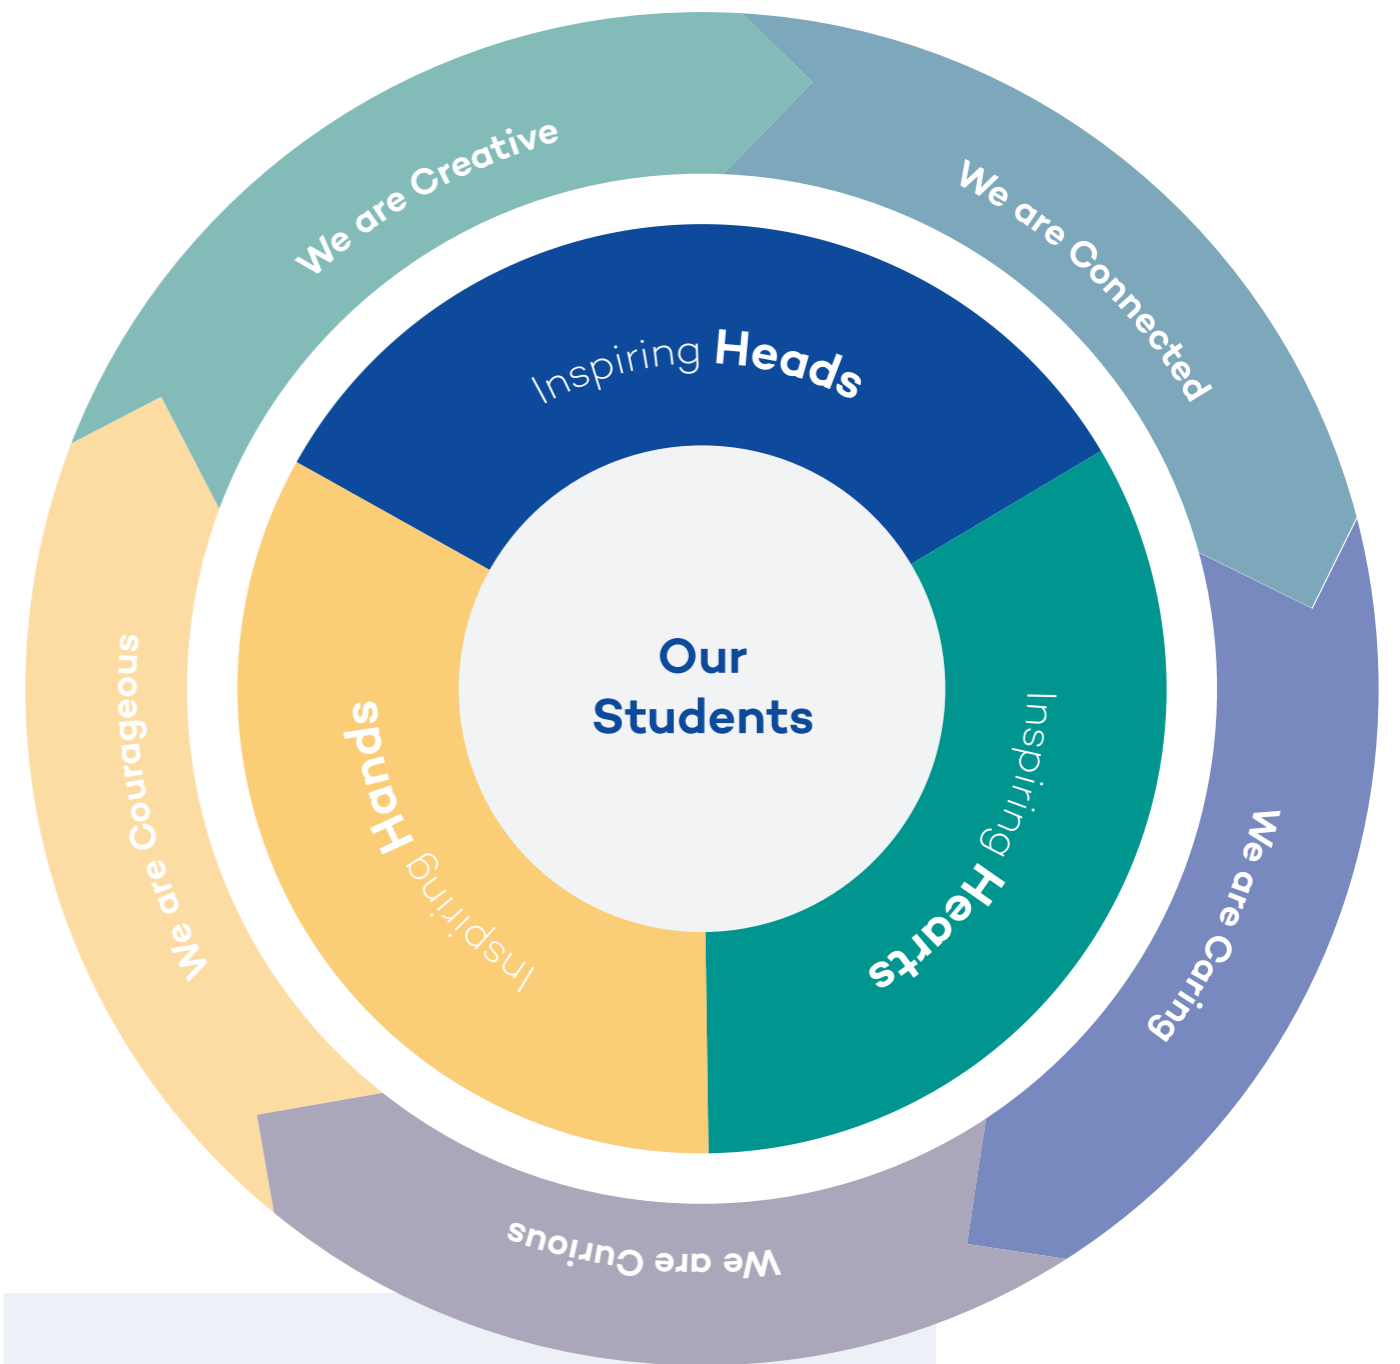 We are Creative
We are Connected
We are Caring
We are Curious
We are Courageous
Inspiring Heads
Inspiring Hearts
Inspiring Hands
Our
Students